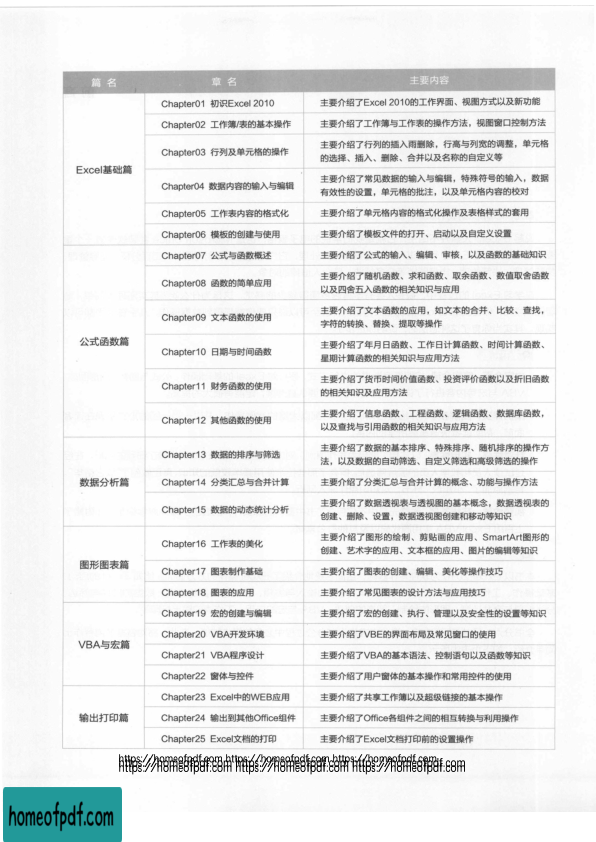 篇 名 章 名 主要内容
Excel基础篇
Chapter01 初识Excel 2010 主要介绍了Excel 2010的工作界面、视图方式以及新功能
Chapter02 工作簿/表的基本操作 主要介绍了工作簿与工作表的操作方法，视图窗口控制方法
Chapter03 行列及单元格的操作 主要介绍了行列的插入雨删除，行高与列宽的调整，单元格
的选择、插入、删除、合并以及名称的自定义等
Chapter04 数据内容的输入与编辑 主要介绍了常见数据的输入与编辑，特殊符号的输入，数据
有效性的设置，单元格的批注，以及单元格内容的校对
Chapter05 工作表内容的格式化 主要介绍了单元格内容的格式化操作及表格样式的套用
Chapter06 模板的创建与使用 主要介绍了模板文件的打开、启动以及自定义设置
公式函数篇
Chapter07 公式与函数概述 主要介绍了公式的输入、编辑、审核，以及函数的基础知识
Chapter08 函数的简单应用 主要介绍了随机函数、求和函数、取余函数、数值取舍函数
以及四舍五入函数的相关知识与应用
Chapter09 文本函数的使用 主要介绍了文本函数的应用，如文本的合并、比较、查找，
字符的转换、替换、提取等操作
Chapter10 日期与时间函数 主要介绍了年月日函数、工作日计算函数、时间计算函数、
星期计算函数的相关知识与应用方法
Chapter11 财务函数的使用 主要介绍了货币时间价值函数、投资评价函数以及折旧函数
的相关知识及应用方法
Chapter12 其他函数的使用 主要介绍了信息函数、工程函数、逻辑函数、数据库函数，
以及查找与引用函数的相关知识与应用方法
数据分析篇
Chapter13 数据的排序与筛选 主要介绍了数据的基本排序、特殊排序、随机排序的操作方
法，以及数据的自动筛选、自定义筛选和高级筛选的操作
Chapter14 分类汇总与合并计算 主要介绍了分类汇总与合并计算的概念、功能与操作方法
Chapter15 数据的动态统计分析 主要介绍了数据透视表与透视图的基本概念，数据透视表的
创建、删除、设置，数据透视图创建和移动等知识
图形图表篇
Chapter16 工作表的美化 主要介绍了图形的绘制、剪贴画的应用、SmartArt图形的
创建、艺术字的应用、文本框的应用、图片的编辑等知识
Chapter17 图表制作基础 主要介绍了图表的创建、编辑、美化等操作技巧
Chapter18 图表的应用 主要介绍了常见图表的设计方法与应用技巧
VBA与宏篇
Chapter19 宏的创建与编辑 主要介绍了宏的创建、执行、管理以及安全性的设置等知识
Chapter20 VBA开发环境 主要介绍了VBE的界面布局及常见窗口的使用
Chapter21 VBA程序设计 主要介绍了VBA的基本语法、控制语句以及函数等知识
Chapter22 窗体与控件 主要介绍了用户窗体的基本操作和常用控件的使用
输出打印篇
Chapter23 Excel中的WEB应用 主要介绍了共享工作簿以及超级链接的基本操作
Chapter24 输出到其他Office组件 主要介绍了Office各组件之间的相互转换与利用操作
Chapter25 Excel文档的打印 主要介绍了Excel文档打印前的设置操作
https://homeofpdf.com https://homeofpdf.com https://homeofpdf.com
https://homeofpdf.com https://homeofpdf.com https://homeofpdf.com
homeofpdf.com